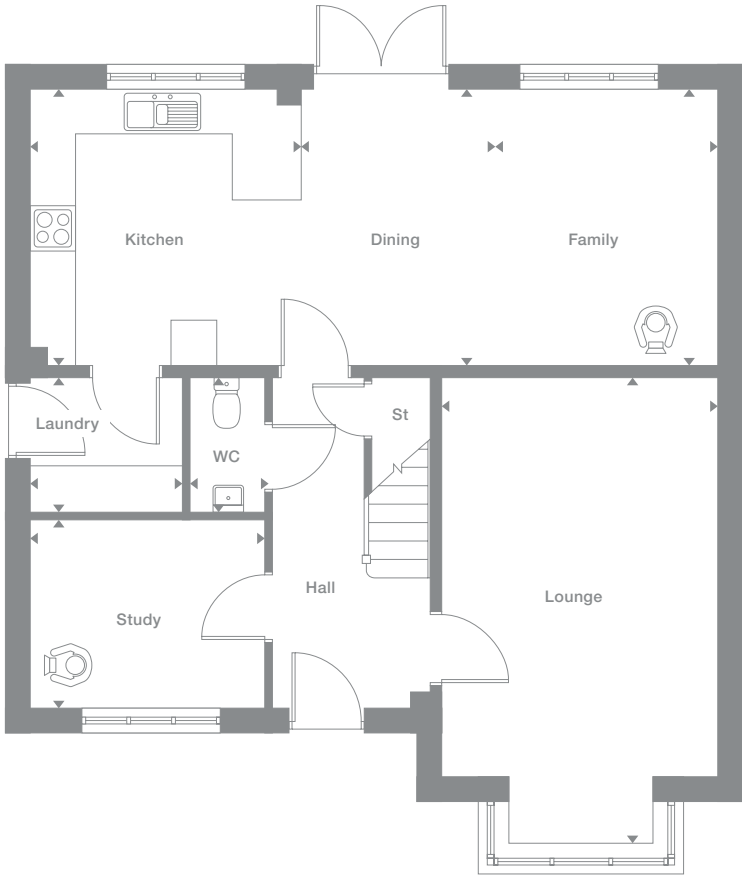 Kitchen
Dining
Family
Laundry
St
WC
Hall
Lounge
Study